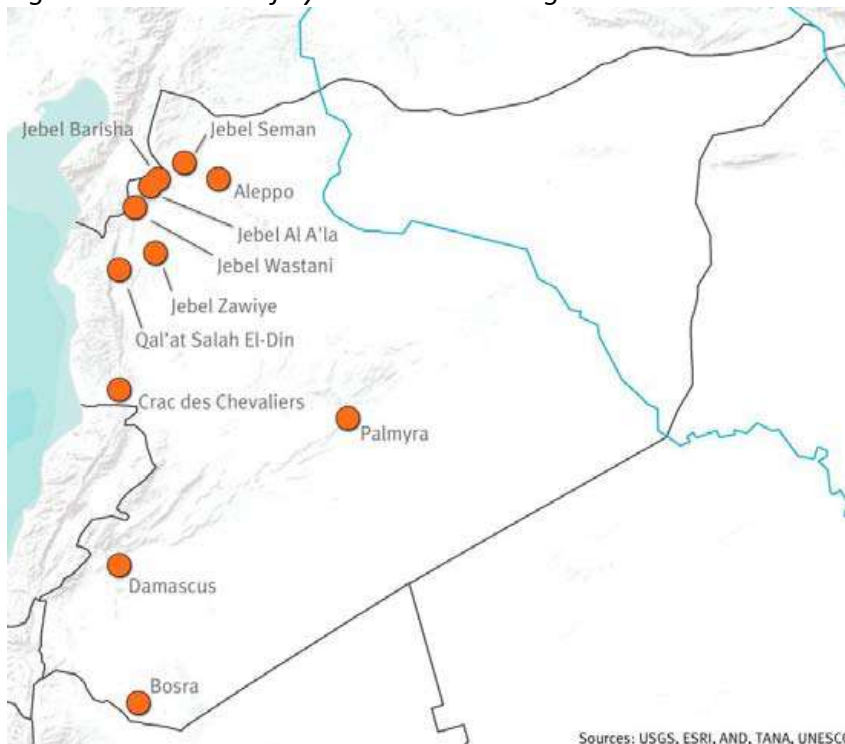 Jebel Barisha
Jebel Seman
Aleppo
Jebel Al A'la
Jebel Wastani
Jebel Zawiye
Qal'at Salah El-Din
Crac des Chevaliers
Palmyra
Damascus
Bosra
Sources: USGS, ESRI, AND, TANA, UNESCO